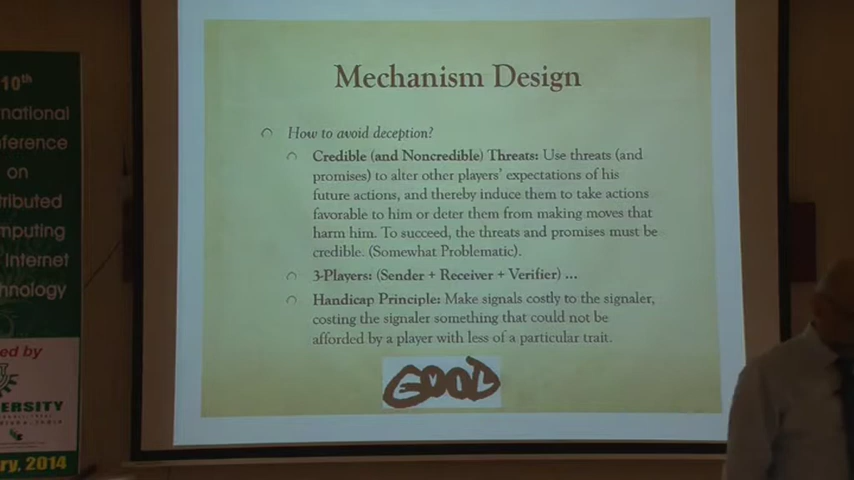 10th
rnational
ference
on
tributed
mputing
Internet
hnology
ed by
ERSITY
ry, 2014
Mechanism Design
How to avoid deception?
Credible (and Noncredible) Threats: Use threats (and
promises) to alter other players' expectations of his
future actions, and thereby induce them to take actions
favorable to him or deter them from making moves that
harm him. To succeed, the threats and promises must be
credible. (Somewhat Problematic).
3-Players: (Sender + Receiver + Verifier) ...
Handicap Principle: Make signals costly to the signaler,
costing the signaler something that could not be
afforded by a player with less of a particular trait.
GOOD